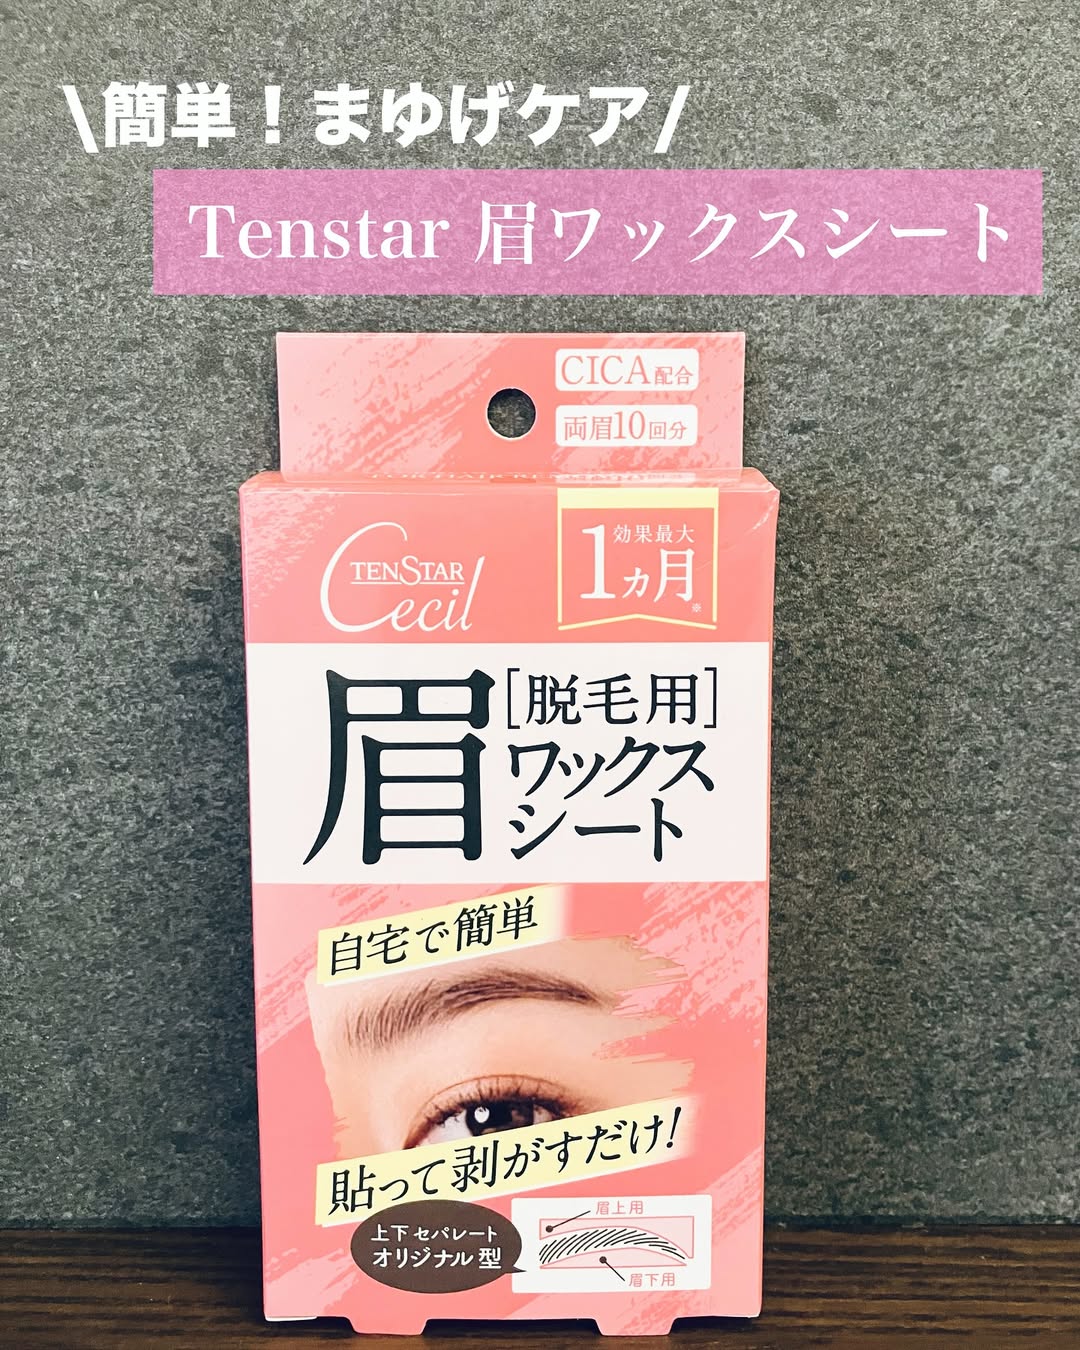 \簡単！まゆげケア/
Tenstar 眉ワックスシート
CICA配合
両眉10回分
TENSTAR
Cecil
効果最大
1ヵ月※
眉[脱毛用]
ワックス
シート
自宅で簡単
貼って剥がすだけ!
上下セパレート
オリジナル型
眉上用
眉下用